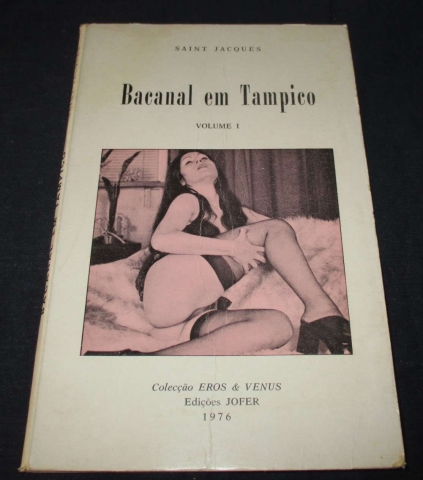 SAINT JACQUES
Bacanal em Tampico
VOLUME I
Colecção EROS & VENUS
Edições JOFER
1976